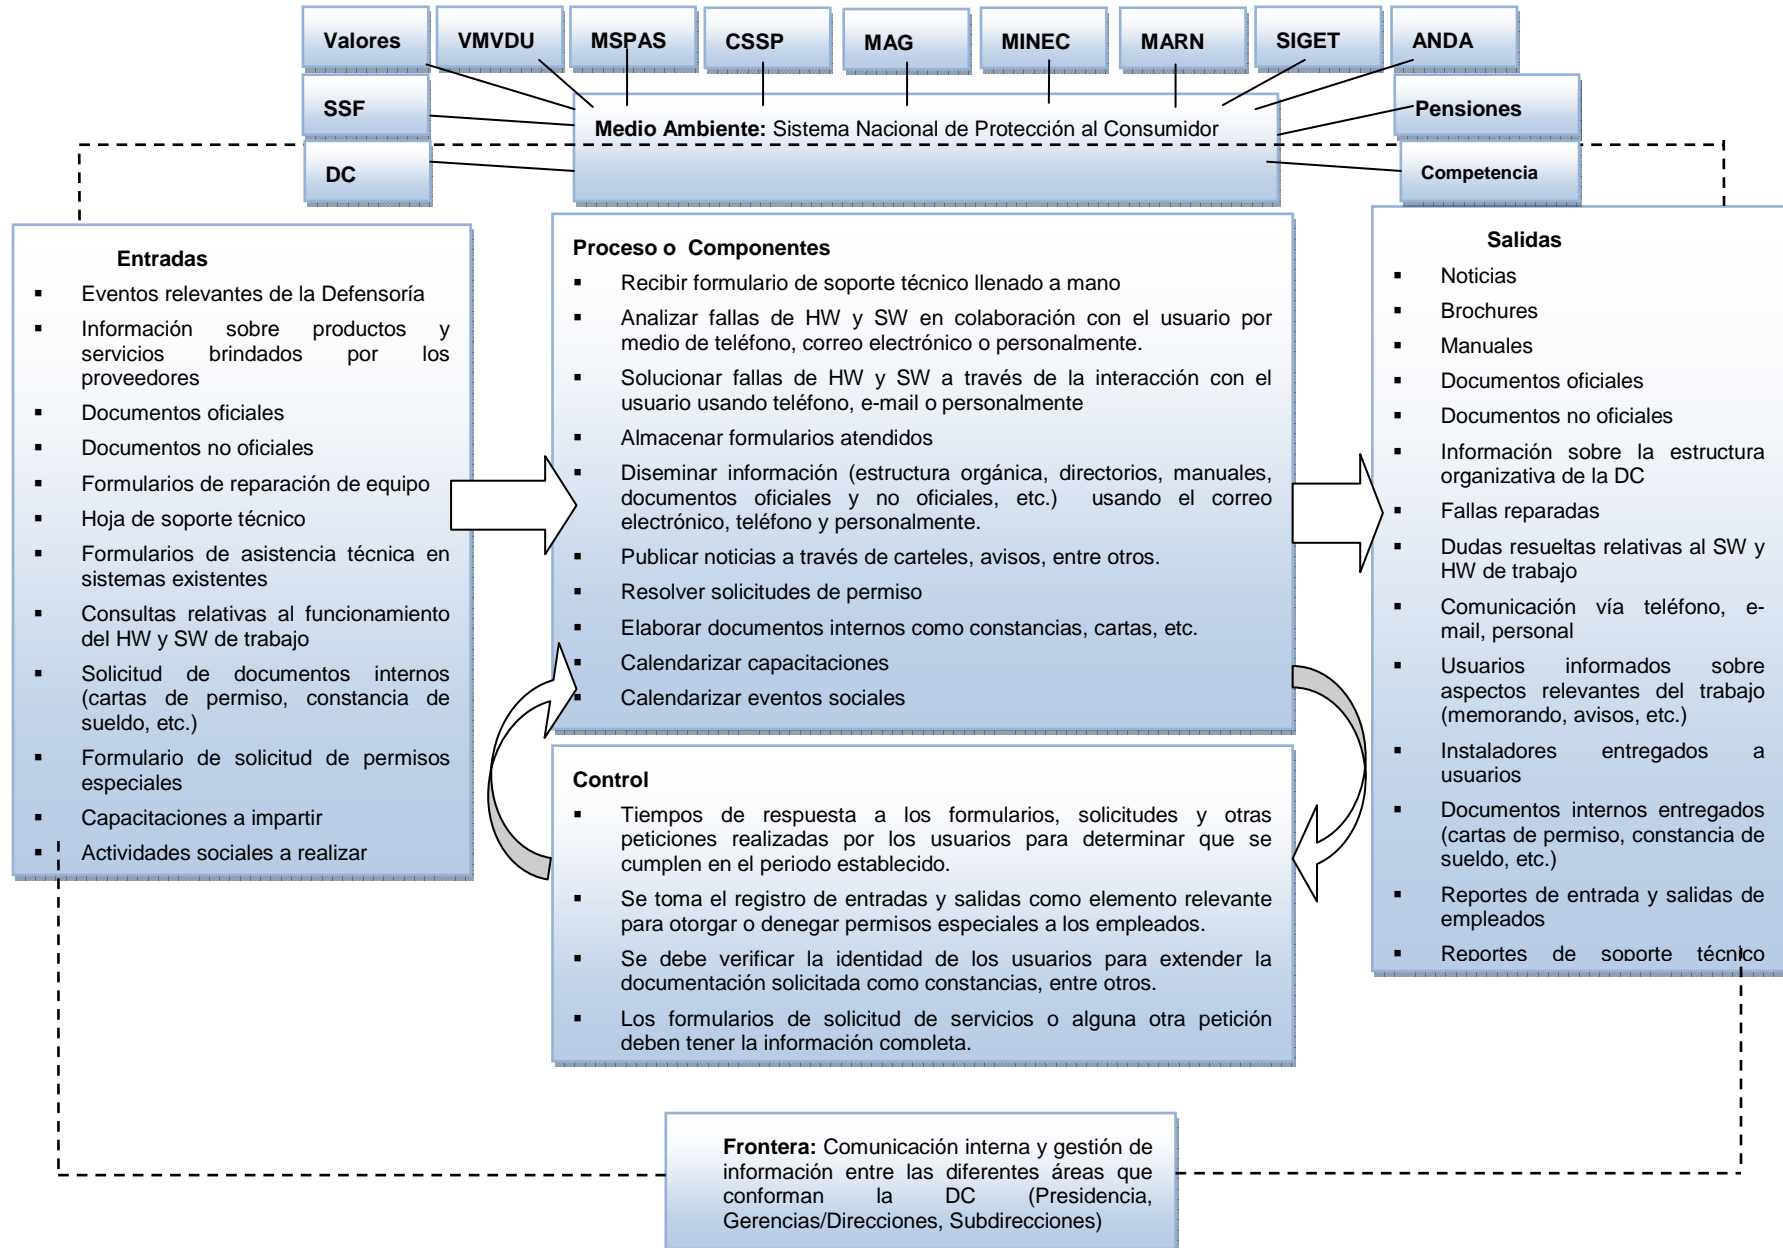 Valores
VMVDU
MSPAS
CSSP
MAG
MINEC
MARN
SIGET
ANDA
SSF
Pensiones
DC
Competencia
Medio Ambiente: Sistema Nacional de Protección al Consumidor
Entradas
▪ Eventos relevantes de la Defensoría
▪ Información sobre productos y
servicios brindados por los
proveedores
▪ Documentos oficiales
▪ Documentos no oficiales
▪ Formularios de reparación de equipo
▪ Hoja de soporte técnico
▪ Formularios de asistencia técnica en
sistemas existentes
▪ Consultas relativas al funcionamiento
del HW y SW de trabajo
▪ Solicitud de documentos internos
(cartas de permiso, constancia de
sueldo, etc.)
▪ Formulario de solicitud de permisos
especiales
▪ Capacitaciones a impartir
▪ Actividades sociales a realizar
Proceso o Componentes
▪ Recibir formulario de soporte técnico llenado a mano
▪ Analizar fallas de HW y SW en colaboración con el usuario por
medio de teléfono, correo electrónico o personalmente.
▪ Solucionar fallas de HW y SW a través de la interacción con el
usuario usando teléfono, e-mail o personalmente
▪ Almacenar formularios atendidos
▪ Diseminar información (estructura orgánica, directorios, manuales,
documentos oficiales y no oficiales, etc.) usando el correo
electrónico, teléfono y personalmente.
▪ Publicar noticias a través de carteles, avisos, entre otros.
▪ Resolver solicitudes de permiso
▪ Elaborar documentos internos como constancias, cartas, etc.
▪ Calendarizar capacitaciones
▪ Calendarizar eventos sociales
Control
▪ Tiempos de respuesta a los formularios, solicitudes y otras
peticiones realizadas por los usuarios para determinar que se
cumplen en el periodo establecido.
▪ Se toma el registro de entradas y salidas como elemento relevante
para otorgar o denegar permisos especiales a los empleados.
▪ Se debe verificar la identidad de los usuarios para extender la
documentación solicitada como constancias, entre otros.
▪ Los formularios de solicitud de servicios o alguna otra petición
deben tener la información completa.
Salidas
▪ Noticias
▪ Brochures
▪ Manuales
▪ Documentos oficiales
▪ Documentos no oficiales
▪ Información sobre la estructura
organizativa de la DC
▪ Fallas reparadas
▪ Dudas resueltas relativas al SW y
HW de trabajo
▪ Comunicación vía teléfono, e-
mail, personal
▪ Usuarios informados sobre
aspectos relevantes del trabajo
(memorando, avisos, etc.)
▪ Instaladores entregados a
usuarios
▪ Documentos internos entregados
(cartas de permiso, constancia de
sueldo, etc.)
▪ Reportes de entrada y salidas de
empleados
▪ Reportes de soporte técnico
Frontera: Comunicación interna y gestión de
información entre las diferentes áreas que
conforman la DC (Presidencia,
Gerencias/Direcciones, Subdirecciones)